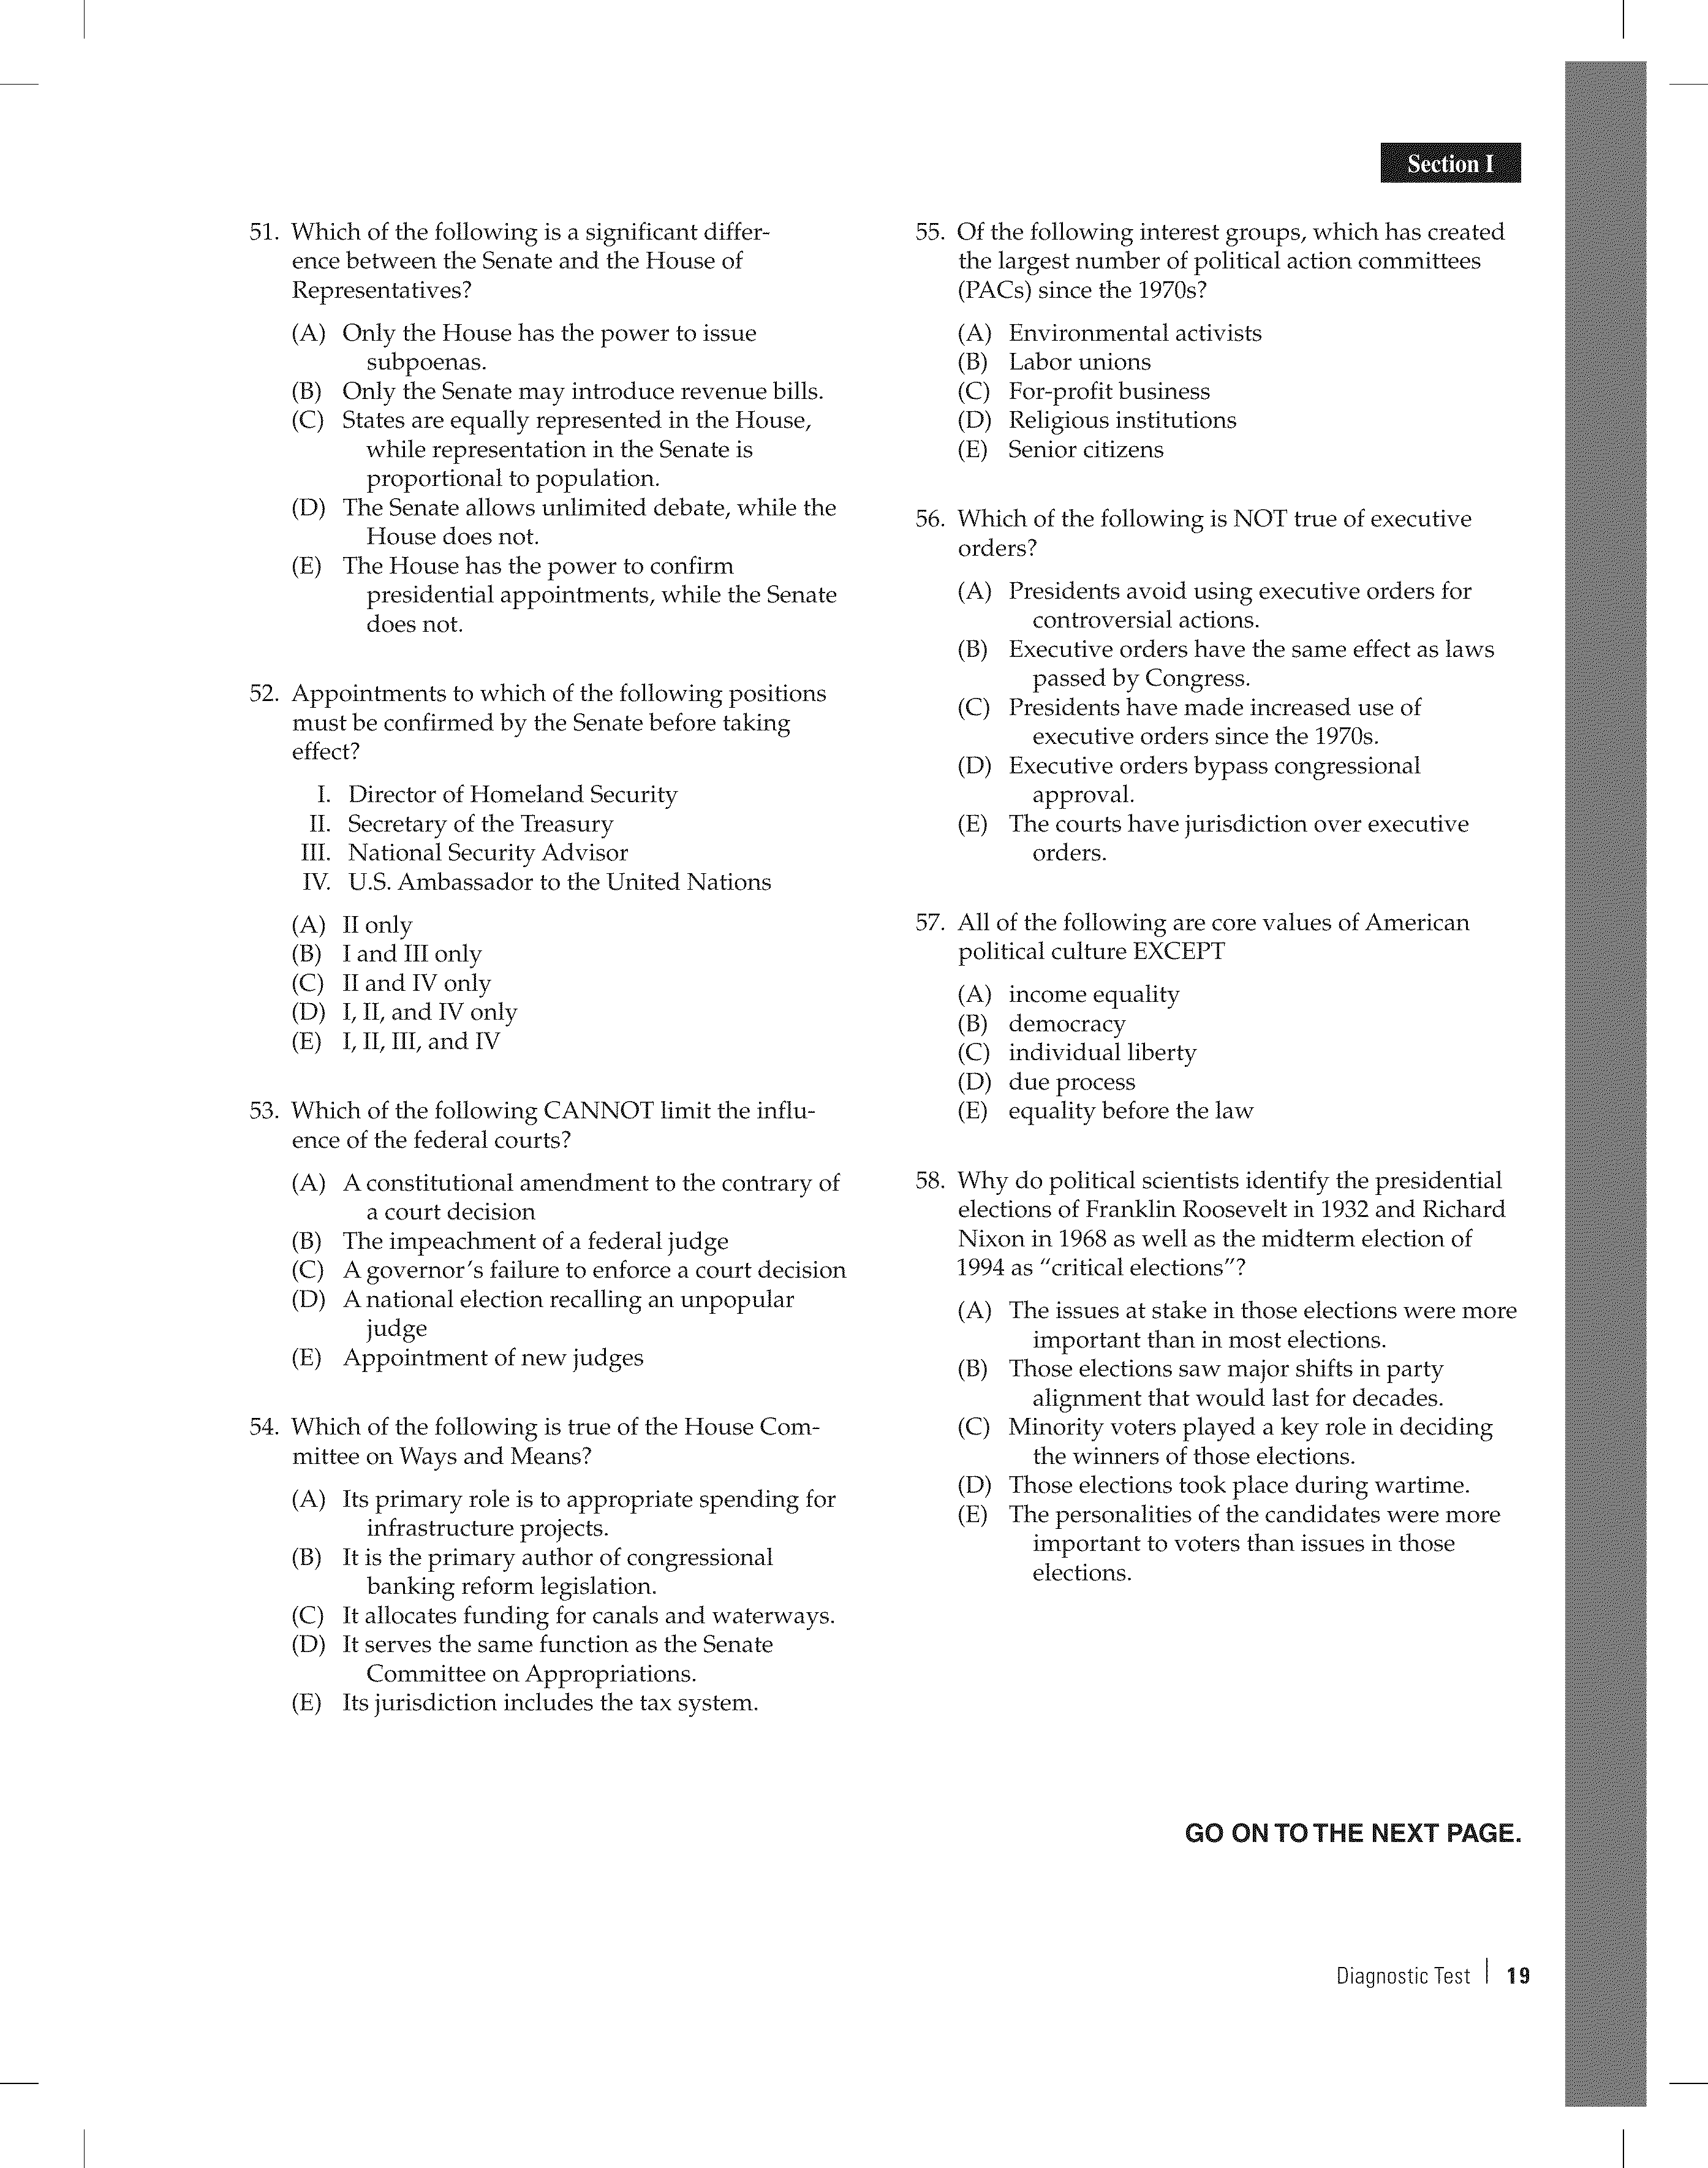 Section I
51. Which of the following is a significant differ-
ence between the Senate and the House of
Representatives?
(A) Only the House has the power to issue
subpoenas.
(B) Only the Senate may introduce revenue bills.
(C) States are equally represented in the House,
while representation in the Senate is
proportional to population.
(D) The Senate allows unlimited debate, while the
House does not.
(E) The House has the power to confirm
presidential appointments, while the Senate
does not.
52. Appointments to which of the following positions
must be confirmed by the Senate before taking
effect?
I. Director of Homeland Security
II. Secretary of the Treasury
III. National Security Advisor
IV. U.S. Ambassador to the United Nations
(A) II only
(B) I and III only
(C) II and IV only
(D) I, II, and IV only
(E) I, II, III, and IV
53. Which of the following CANNOT limit the influ-
ence of the federal courts?
(A) A constitutional amendment to the contrary of
a court decision
(B) The impeachment of a federal judge
(C) A governor's failure to enforce a court decision
(D) A national election recalling an unpopular
judge
(E) Appointment of new judges
54. Which of the following is true of the House Com-
mittee on Ways and Means?
(A) Its primary role is to appropriate spending for
infrastructure projects.
(B) It is the primary author of congressional
banking reform legislation.
(C) It allocates funding for canals and waterways.
(D) It serves the same function as the Senate
Committee on Appropriations.
(E) Its jurisdiction includes the tax system.
55. Of the following interest groups, which has created
the largest number of political action committees
(PACs) since the 1970s?
(A) Environmental activists
(B) Labor unions
(C) For-profit business
(D) Religious institutions
(E) Senior citizens
56. Which of the following is NOT true of executive
orders?
(A) Presidents avoid using executive orders for
controversial actions.
(B) Executive orders have the same effect as laws
passed by Congress.
(C) Presidents have made increased use of
executive orders since the 1970s.
(D) Executive orders bypass congressional
approval.
(E) The courts have jurisdiction over executive
orders.
57. All of the following are core values of American
political culture EXCEPT
(A) income equality
(B) democracy
(C) individual liberty
(D) due process
(E) equality before the law
58. Why do political scientists identify the presidential
elections of Franklin Roosevelt in 1932 and Richard
Nixon in 1968 as well as the midterm election of
1994 as "critical elections"?
(A) The issues at stake in those elections were more
important than in most elections.
(B) Those elections saw major shifts in party
alignment that would last for decades.
(C) Minority voters played a key role in deciding
the winners of those elections.
(D) Those elections took place during wartime.
(E) The personalities of the candidates were more
important to voters than issues in those
elections.
GO ON TO THE NEXT PAGE.
Diagnostic Test | 19